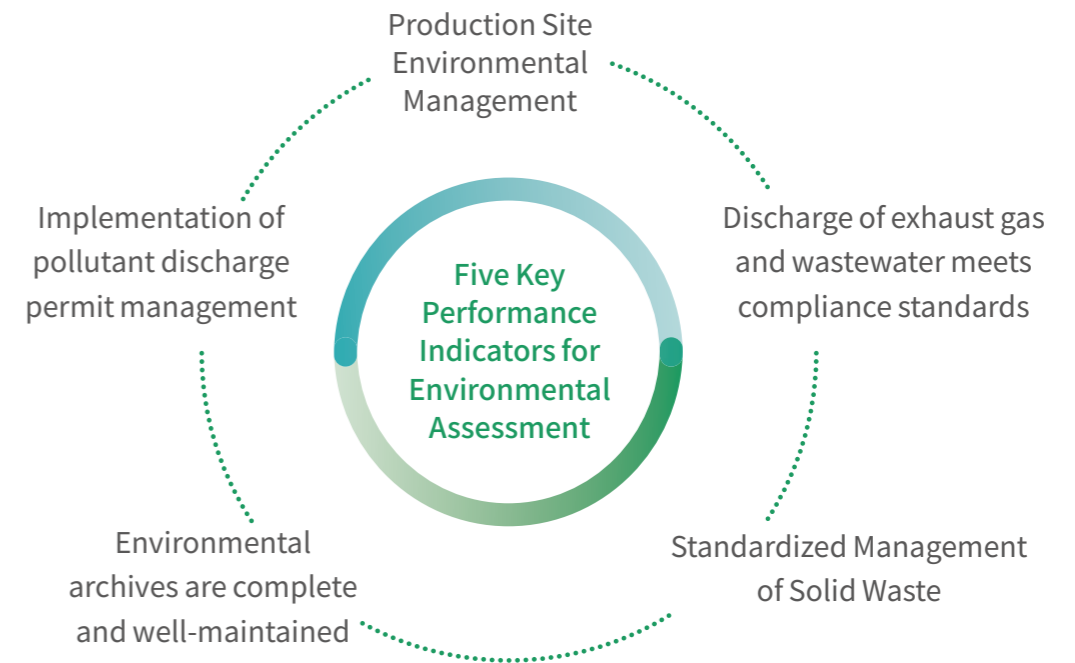 Production Site
Environmental
Management
Implementation of
pollutant discharge
permit management
Discharge of exhaust gas
and wastewater meets
compliance standards
Five Key
Performance
Indicators for
Environmental
Assessment
Environmental
archives are complete
and well-maintained
Standardized Management
of Solid Waste